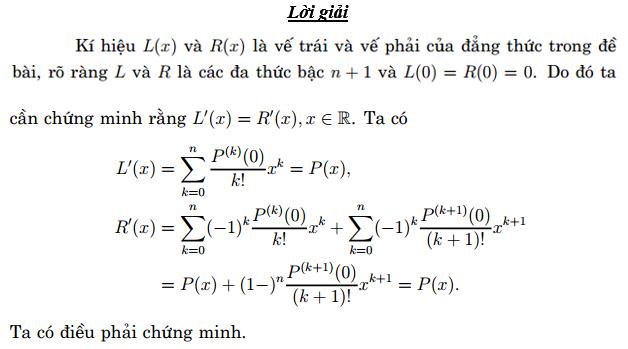 Lời giải
Kí hiệu L(x) và R(x) là vế trái và vế phải của đẳng thức trong đề
bài, rõ ràng L và R là các đa thức bậc n + 1 và L(0) = R(0) = 0. Do đó ta
cần chứng minh rằng L′(x) = R′(x), x ∈ ℝ. Ta có
L′(x) = \sum_{k=0}^{n} \frac{P^{(k)}(0)}{k!} x^k = P(x),
R′(x) = \sum_{k=0}^{n} (-1)^k \frac{P^{(k)}(0)}{k!} x^k + \sum_{k=0}^{n} (-1)^k \frac{P^{(k+1)}(0)}{(k+1)!} x^{k+1}
= P(x) + (1-)^n \frac{P^{(k+1)}(0)}{(k+1)!} x^{k+1} = P(x).
Ta có điều phải chứng minh.